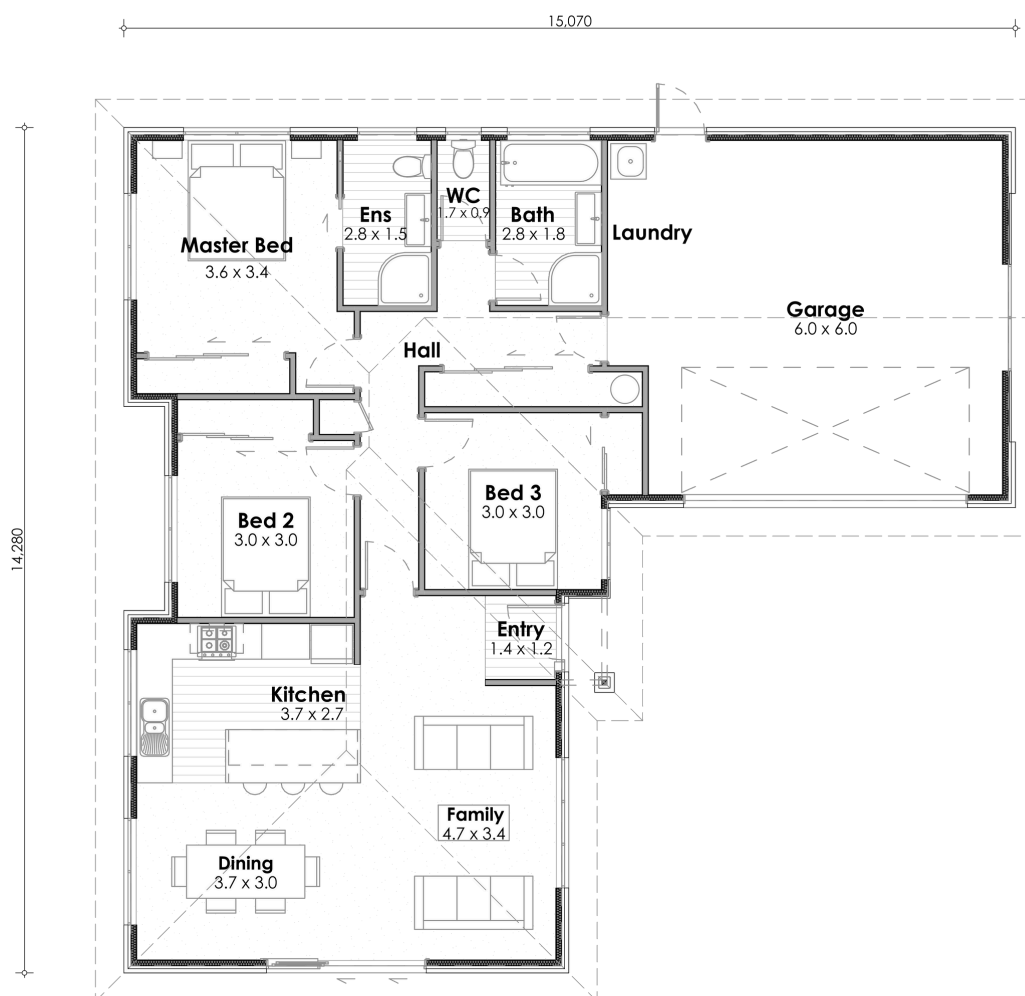 15,070
14,280
Master Bed
3.6 x 3.4
Ens
2.8 x 1.5
WC
1.7 x 0.9
Bath
2.8 x 1.8
Laundry
Garage
6.0 x 6.0
Hall
Bed 2
3.0 x 3.0
Bed 3
3.0 x 3.0
Entry
1.4 x 1.2
Kitchen
3.7 x 2.7
Family
4.7 x 3.4
Dining
3.7 x 3.0